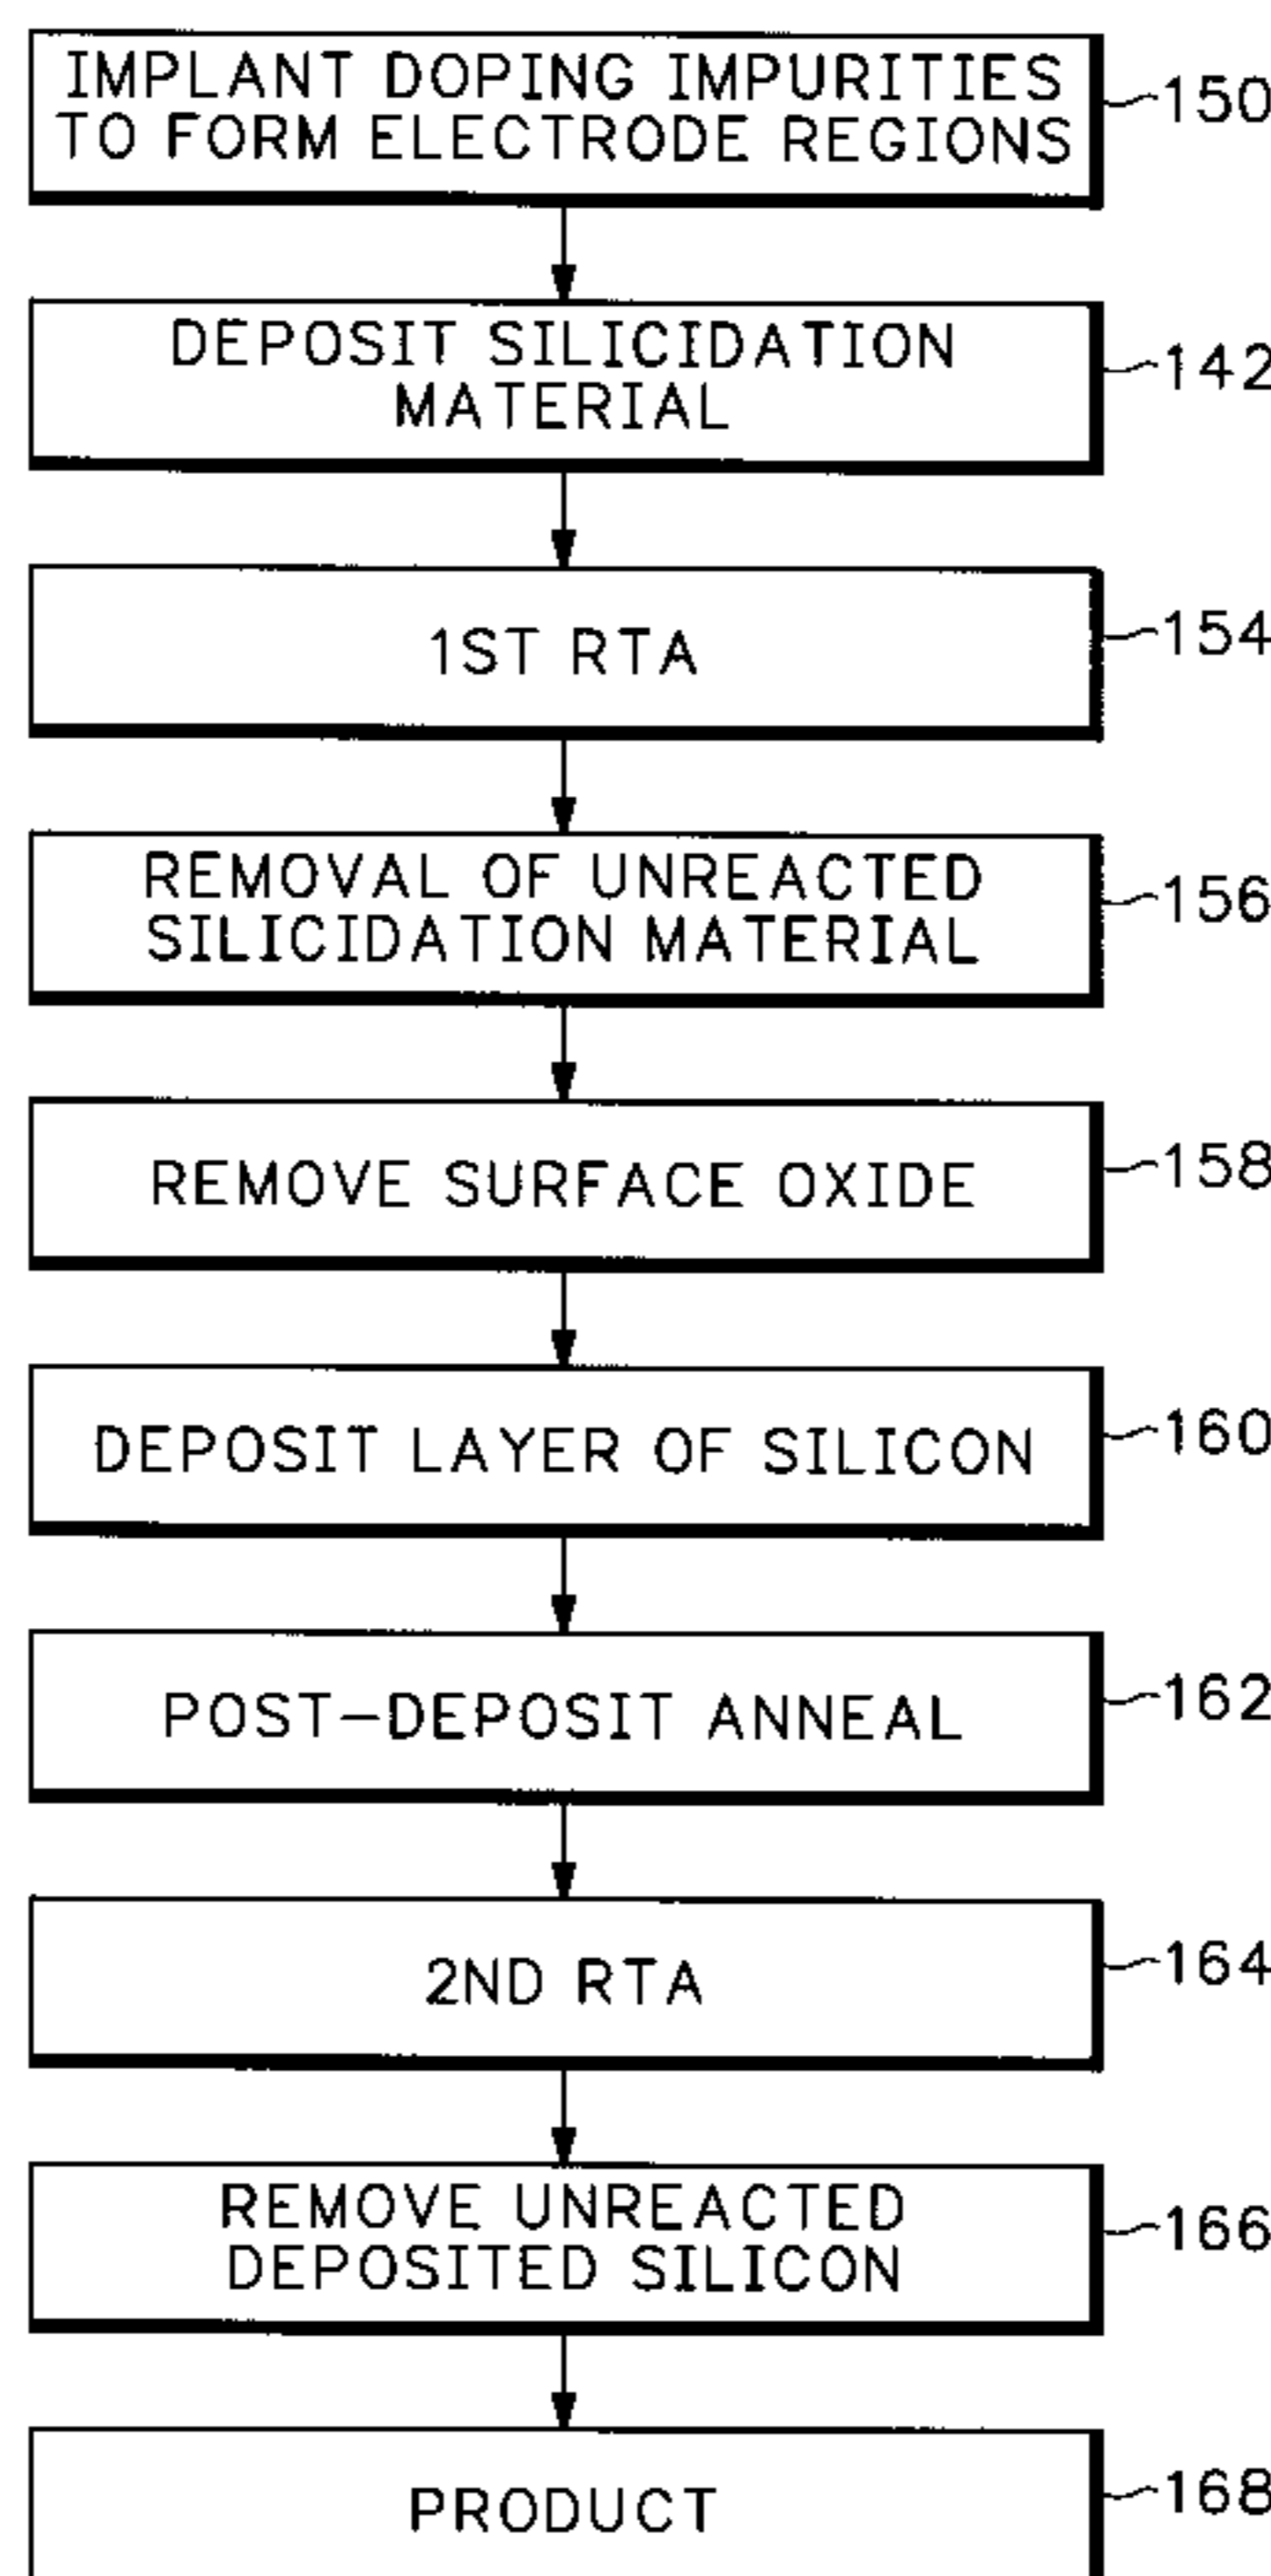 IMPLANT DOPING IMPURITIES
TO FORM ELECTRODE REGIONS
150
DEPOSIT SILICIDATION
MATERIAL
142
1ST RTA
154
REMOVAL OF UNREACTED
SILICIDATION MATERIAL
156
REMOVE SURFACE OXIDE
158
DEPOSIT LAYER OF SILICON
160
POST-DEPOSIT ANNEAL
162
2ND RTA
164
REMOVE UNREACTED
DEPOSITED SILICON
166
PRODUCT
168